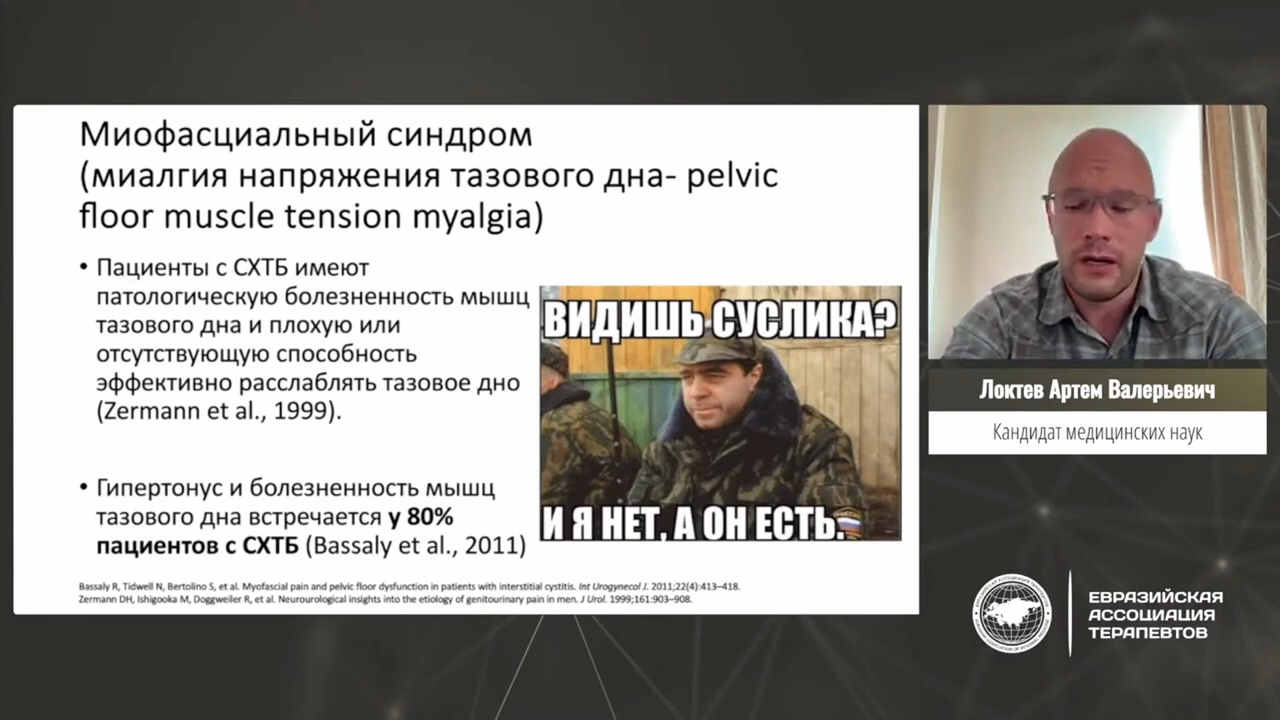 Миофасциальный синдром
(миалгия напряжения тазового дна- pelvic
floor muscle tension myalgia)
• Пациенты с СХТБ имеют
патологическую болезненность мышц
тазового дна и плохую или
отсутствующую способность
эффективно расслаблять тазовое дно
(Zermann et al., 1999).
• Гипертонус и болезненность мышц
тазового дна встречается у 80%
пациентов с СХТБ (Bassaly et al., 2011)
ВИДИШЬ СУСЛИКА?
И Я НЕТ, А ОН ЕСТЬ.
Bassaly R, Tidwell N, Bertolino S, et al. Myofascial pain and pelvic floor dysfunction in patients with interstitial cystitis. Int Urogynecol J. 2011;22(4):413–418.
Zermann DH, Ishigooka M, Doggweiler R, et al. Neurourological insights into the etiology of genitourinary pain in men. J Urol. 1999;161:903–908.
Локтев Артем Валерьевич
Кандидат медицинских наук
ЕВРАЗИЙСКАЯ
АССОЦИАЦИЯ
ТЕРАПЕВТОВ